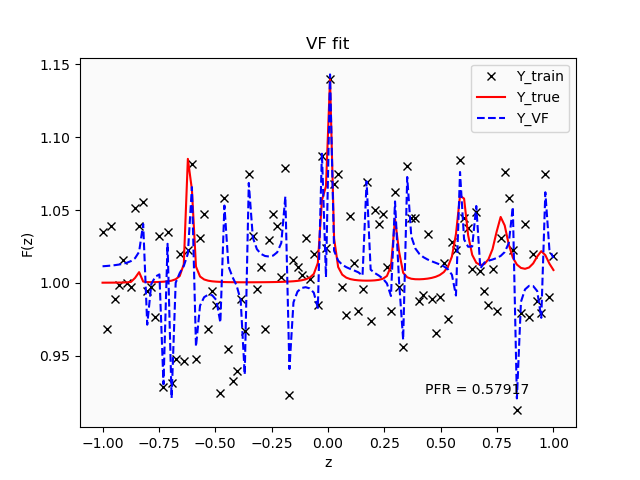 VF fit
1.15
1.10
1.05
1.00
0.95
F(z)
Y_train
Y_true
Y_VF
PFR = 0.57917
−1.00 −0.75 −0.50 −0.25 0.00 0.25 0.50 0.75 1.00
z